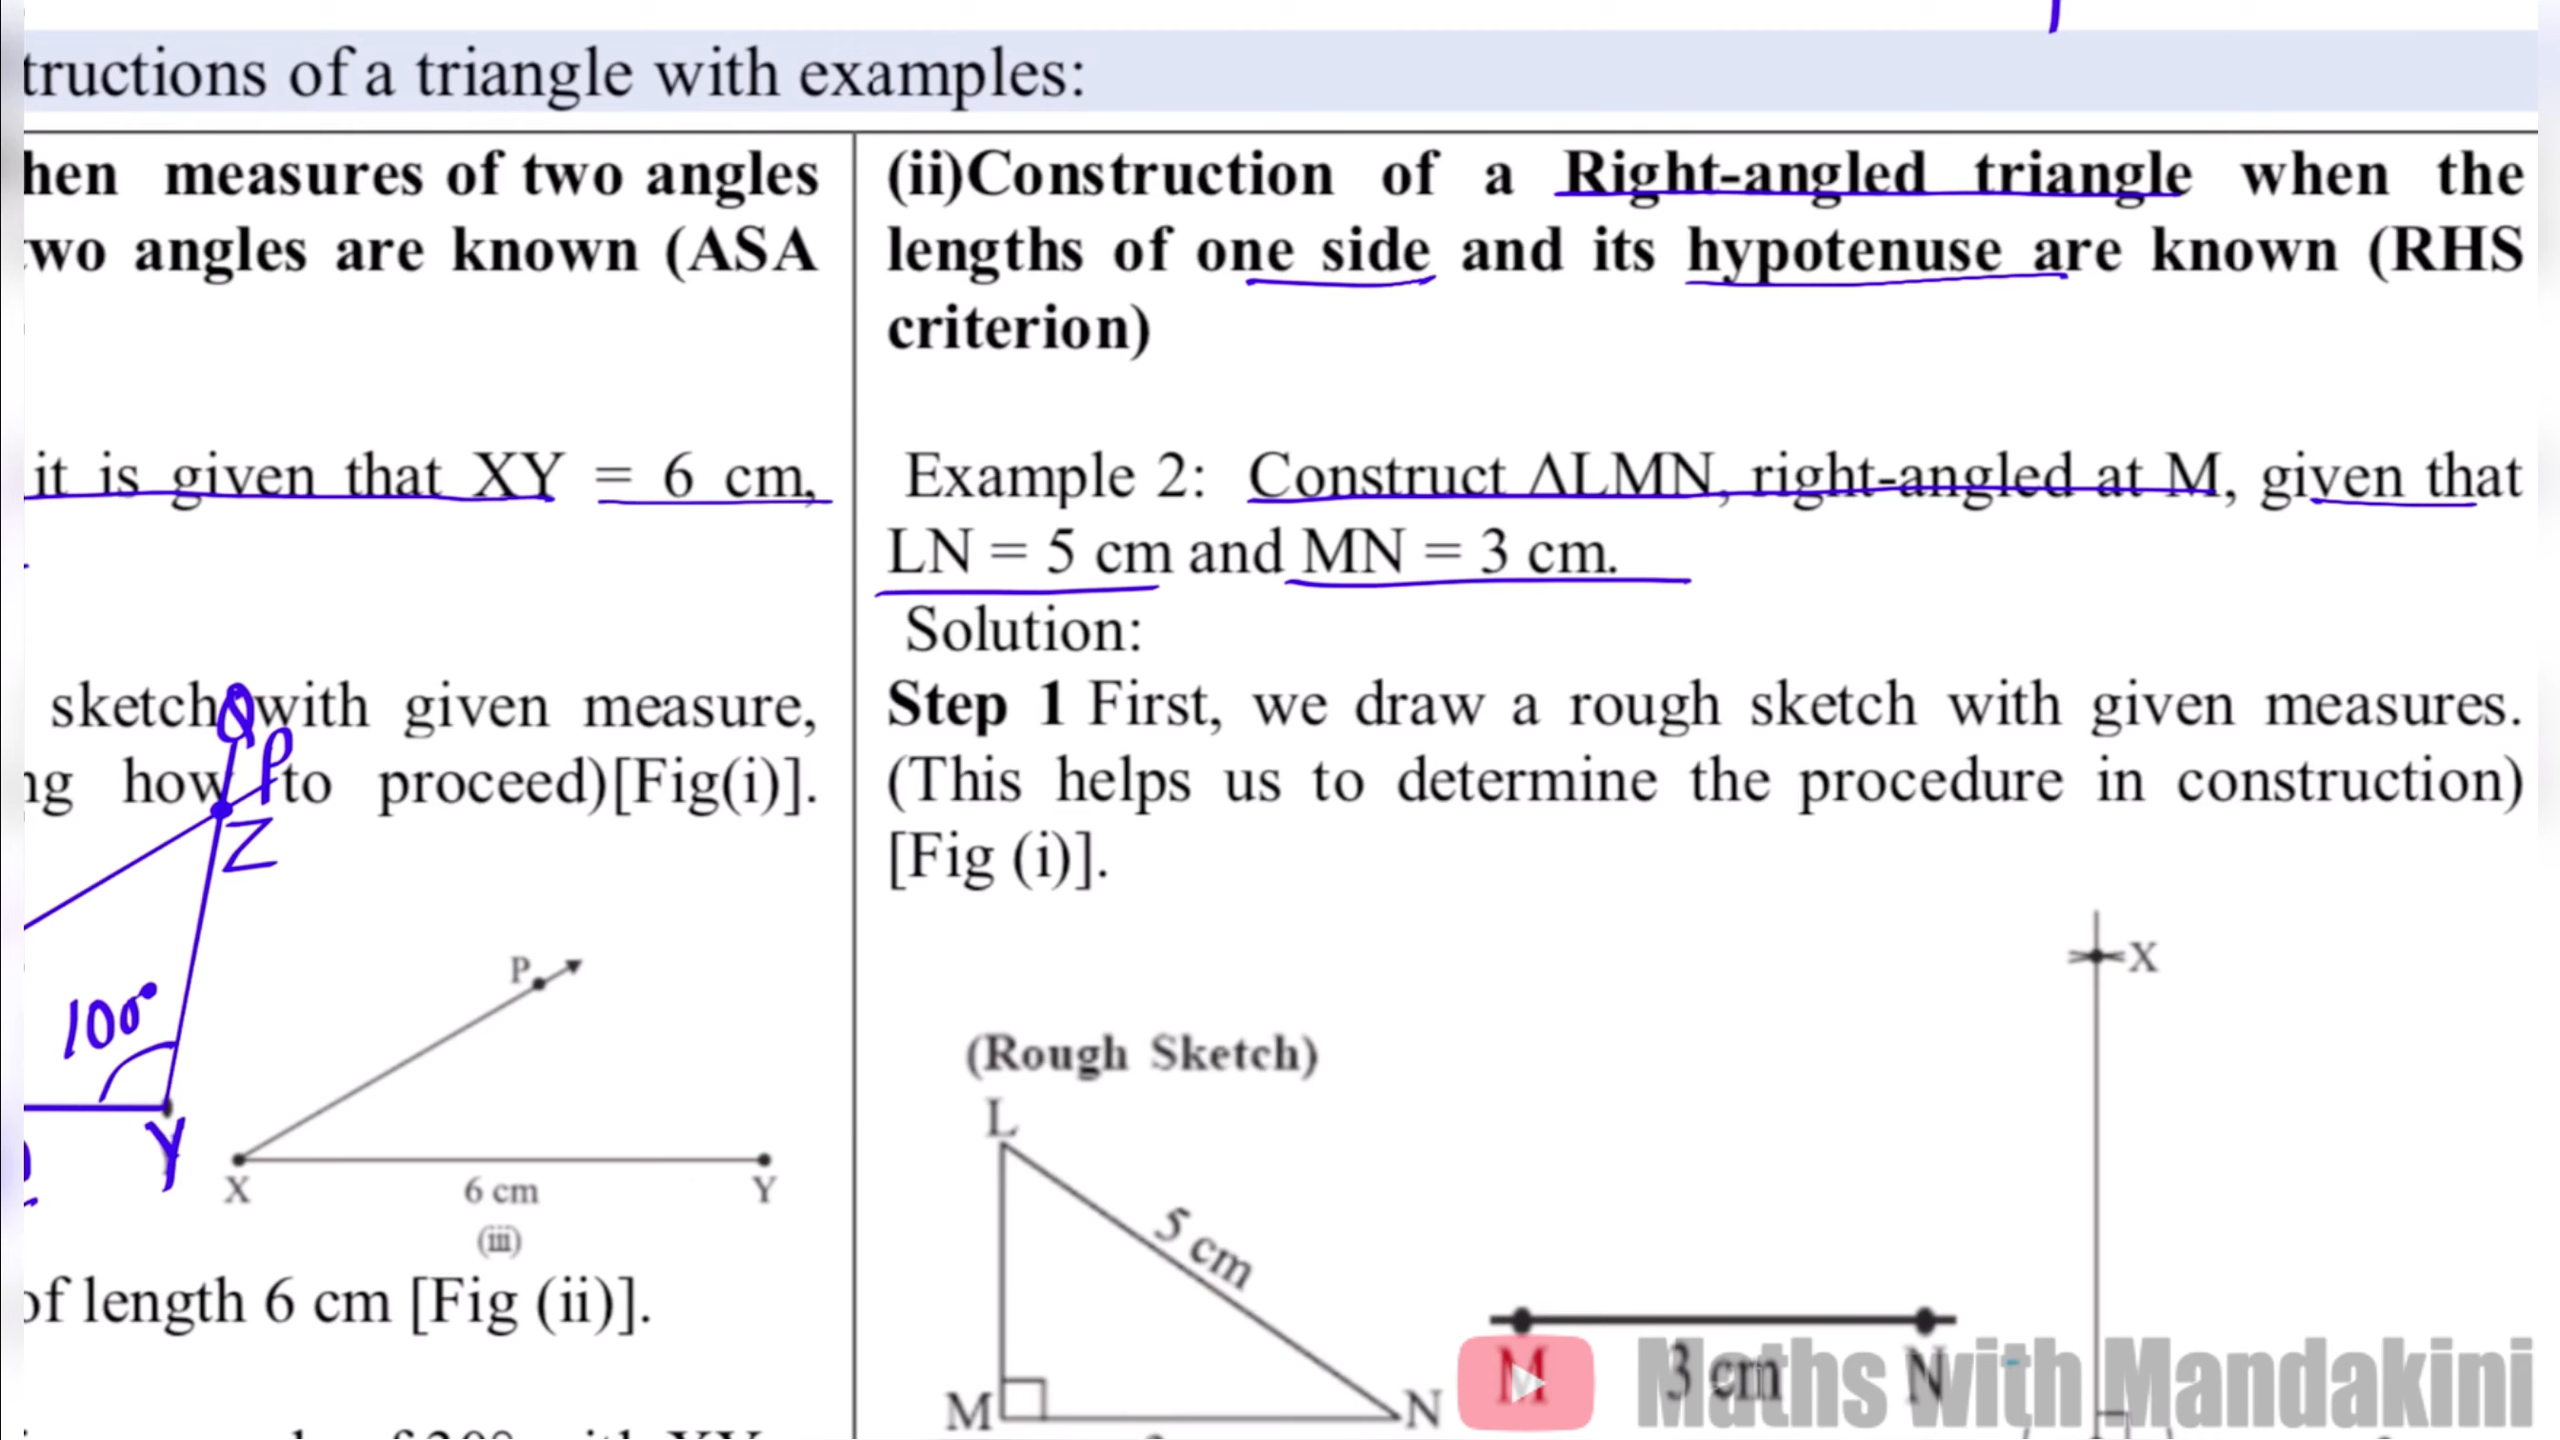 tructions of a triangle with examples:
hen measures of two angles
two angles are known (ASA
it is given that XY = 6 cm,
sketch with given measure,
ng how to proceed)[Fig(i)].
Q
P
Z
100°
Y
P
X
6 cm
Y
(iii)
of length 6 cm [Fig (ii)].
(ii)Construction of a Right-angled triangle when the
lengths of one side and its hypotenuse are known (RHS
criterion)
Example 2: Construct ΔLMN, right-angled at M, given that
LN = 5 cm and MN = 3 cm.
Solution:
Step 1 First, we draw a rough sketch with given measures.
(This helps us to determine the procedure in construction)
[Fig (i)].
(Rough Sketch)
L
5 cm
M
N
M
3 cm
N
X
Maths with Mandakini